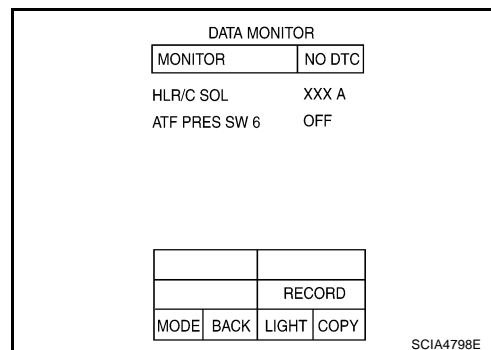 DATA MONITOR
MONITOR NO DTC
HLR/C SOL XXX A
ATF PRES SW 6 OFF
RECORD
MODE BACK LIGHT COPY
SCIA4798E